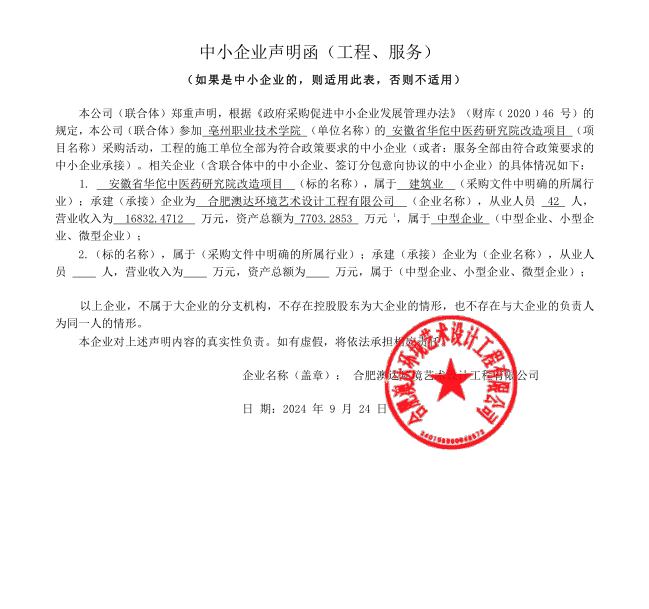 中小企业声明函（工程、服务）
（如果是中小企业的，则适用此表，否则不适用）
本公司（联合体）郑重声明，根据《政府采购促进中小企业发展管理办法》（财库﹝2020﹞46 号）的
规定，本公司（联合体）参加 亳州职业技术学院 （单位名称）的 安徽省华佗中医药研究院改造项目 （项
目名称）采购活动，工程的施工单位全部为符合政策要求的中小企业（或者：服务全部由符合政策要求的
中小企业承接）。相关企业（含联合体中的中小企业、签订分包意向协议的中小企业）的具体情况如下：
1. 安徽省华佗中医药研究院改造项目 （标的名称），属于 建筑业 （采购文件中明确的所属行
业）；承建（承接）企业为 合肥澳达环境艺术设计工程有限公司 （企业名称），从业人员 42 人，
营业收入为 16832.4712 万元，资产总额为 7703.2853 万元 ¹，属于 中型企业 （中型企业、小型企
业、微型企业）；
2.（标的名称），属于（采购文件中明确的所属行业）；承建（承接）企业为（企业名称），从业人
员 ____ 人，营业收入为____ 万元，资产总额为____ 万元，属于（中型企业、小型企业、微型企业）；
以上企业，不属于大企业的分支机构，不存在控股股东为大企业的情形，也不存在与大企业的负责人
为同一人的情形。
本企业对上述声明内容的真实性负责。如有虚假，将依法承担相应责任。
企业名称（盖章）： 合肥澳达环境艺术设计工程有限公司
日 期：2024 年 9 月 24 日
合肥澳达环境艺术设计工程有限公司